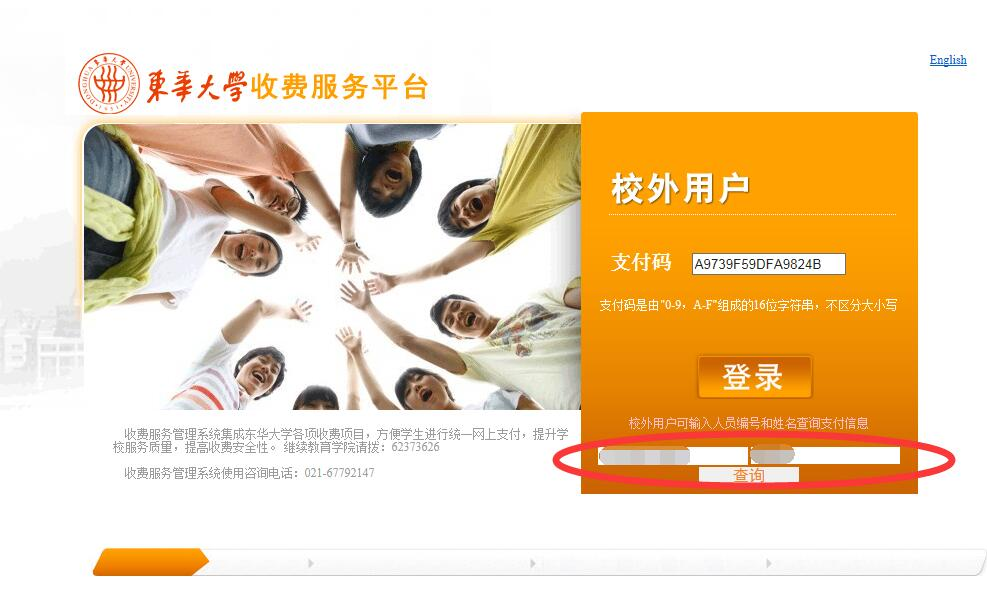 English
東華大學收费服务平台
DONGHUA UNIVERSITY
1951
校外用户
支付码 A9739F59DFA9824B
支付码是由"0-9，A-F"组成的16位字符串，不区分大小写
登录
校外用户可输入人员编号和姓名查询支付信息
查询
收费服务管理系统集成东华大学各项收费项目，方便学生进行统一网上支付，提升学
校服务质量，提高收费安全性。 继续教育学院请拨：62373626
收费服务管理系统使用咨询电话：021-67792147